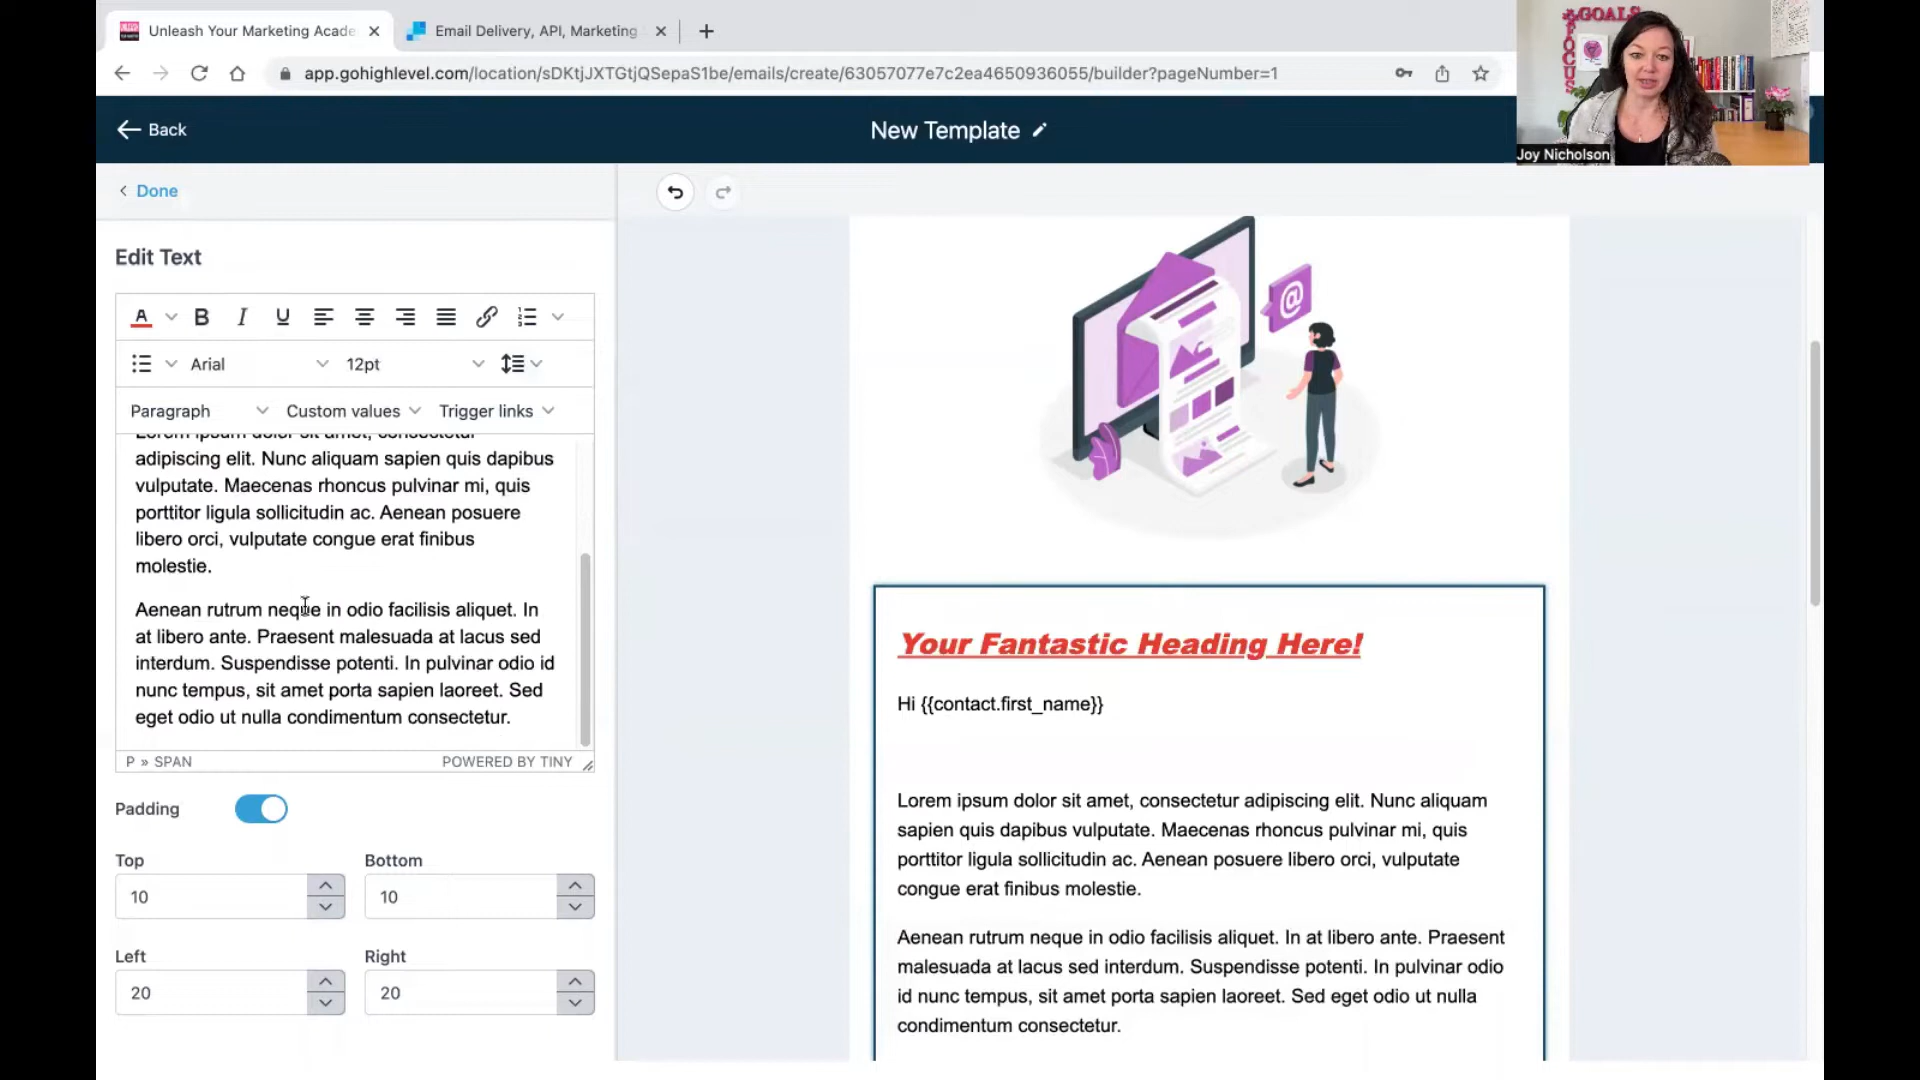 Unleash Your Marketing Acade
Email Delivery, API, Marketing
app.gohighlevel.com/location/sDKtjJXTGtjQSepaS1be/emails/create/63057077e7c2ea4650936055/builder?pageNumber=1
GOALS
FOCUS
Joy Nicholson
Back
New Template
Done
Edit Text
A B I U
Arial 12pt
Paragraph Custom values Trigger links
Lorem ipsum dolor sit amet, consectetur
adipiscing elit. Nunc aliquam sapien quis dapibus
vulputate. Maecenas rhoncus pulvinar mi, quis
porttitor ligula sollicitudin ac. Aenean posuere
libero orci, vulputate congue erat finibus
molestie.
Aenean rutrum neque in odio facilisis aliquet. In
at libero ante. Praesent malesuada at lacus sed
interdum. Suspendisse potenti. In pulvinar odio id
nunc tempus, sit amet porta sapien laoreet. Sed
eget odio ut nulla condimentum consectetur.
P » SPAN POWERED BY TINY
Padding
Top Bottom
10 10
Left Right
20 20
@
Your Fantastic Heading Here!
Hi {{contact.first_name}}
Lorem ipsum dolor sit amet, consectetur adipiscing elit. Nunc aliquam
sapien quis dapibus vulputate. Maecenas rhoncus pulvinar mi, quis
porttitor ligula sollicitudin ac. Aenean posuere libero orci, vulputate
congue erat finibus molestie.
Aenean rutrum neque in odio facilisis aliquet. In at libero ante. Praesent
malesuada at lacus sed interdum. Suspendisse potenti. In pulvinar odio
id nunc tempus, sit amet porta sapien laoreet. Sed eget odio ut nulla
condimentum consectetur.